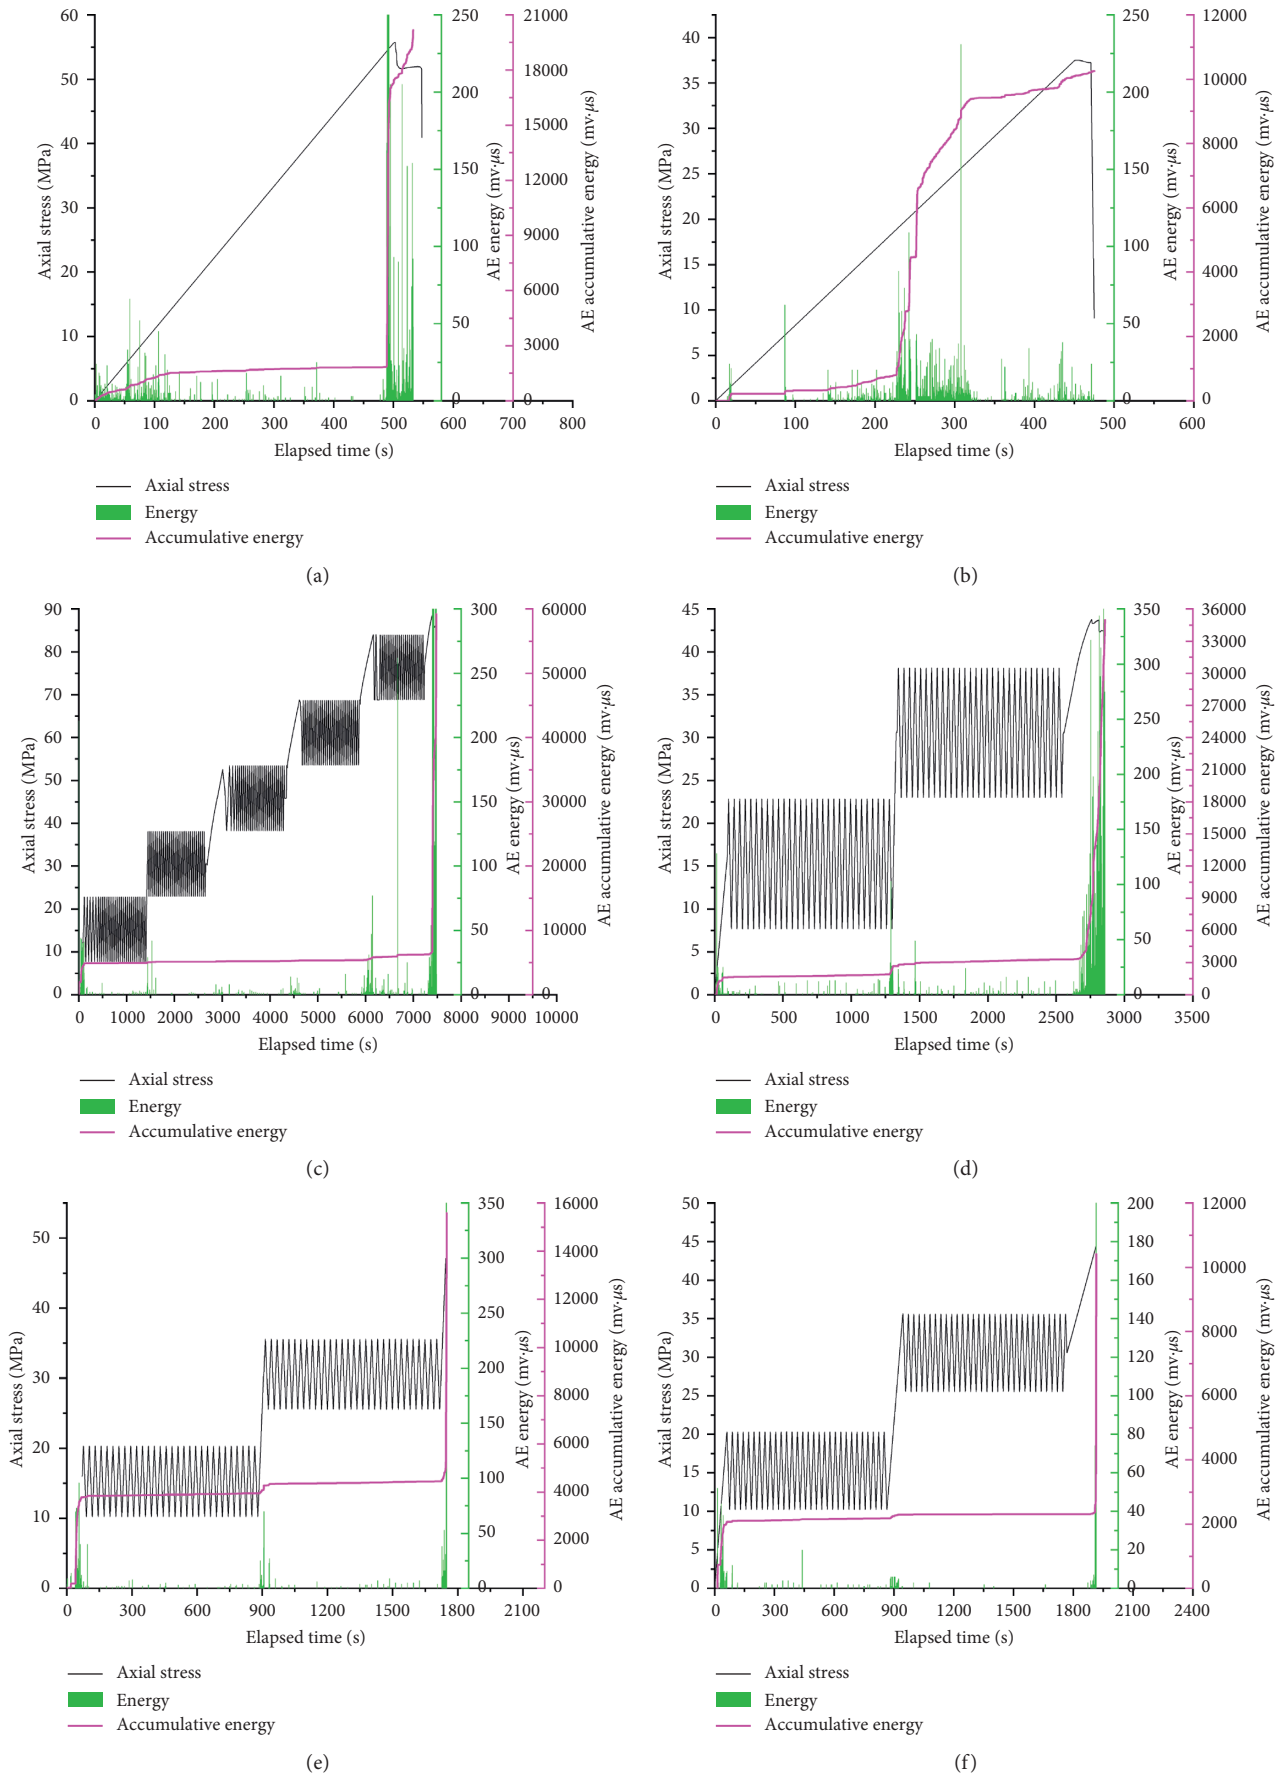 60
50
40
30
20
10
0
Axial stress (MPa)
0 100 200 300 400 500 600 700 800
Elapsed time (s)
250
200
150
100
50
0
AE energy (mv·μs)
21000
18000
15000
12000
9000
6000
3000
0
AE accumulative energy (mv·μs)
Axial stress
Energy
Accumulative energy
(a)
40
35
30
25
20
15
10
5
0
Axial stress (MPa)
0 100 200 300 400 500 600
Elapsed time (s)
250
200
150
100
50
0
AE energy (mv·μs)
12000
10000
8000
6000
4000
2000
0
AE accumulative energy (mv·μs)
Axial stress
Energy
Accumulative energy
(b)
90
80
70
60
50
40
30
20
10
0
Axial stress (MPa)
0 1000 2000 3000 4000 5000 6000 7000 8000 9000 10000
Elapsed time (s)
300
250
200
150
100
50
0
AE energy (mv·μs)
60000
50000
40000
30000
20000
10000
0
AE accumulative energy (mv·μs)
Axial stress
Energy
Accumulative energy
(c)
45
40
35
30
25
20
15
10
5
0
Axial stress (MPa)
0 500 1000 1500 2000 2500 3000 3500
Elapsed time (s)
350
300
250
200
150
100
50
0
AE energy (mv·μs)
36000
33000
30000
27000
24000
21000
18000
15000
12000
9000
6000
3000
0
AE accumulative energy (mv·μs)
Axial stress
Energy
Accumulative energy
(d)
50
40
30
20
10
0
Axial stress (MPa)
0 300 600 900 1200 1500 1800 2100
Elapsed time (s)
350
300
250
200
150
100
50
0
AE energy (mv·μs)
16000
14000
12000
10000
8000
6000
4000
2000
0
AE accumulative energy (mv·μs)
Axial stress
Energy
Accumulative energy
(e)
50
45
40
35
30
25
20
15
10
5
0
Axial stress (MPa)
0 300 600 900 1200 1500 1800 2100 2400
Elapsed time (s)
200
180
160
140
120
100
80
60
40
20
0
AE energy (mv·μs)
12000
10000
8000
6000
4000
2000
0
AE accumulative energy (mv·μs)
Axial stress
Energy
Accumulative energy
(f)